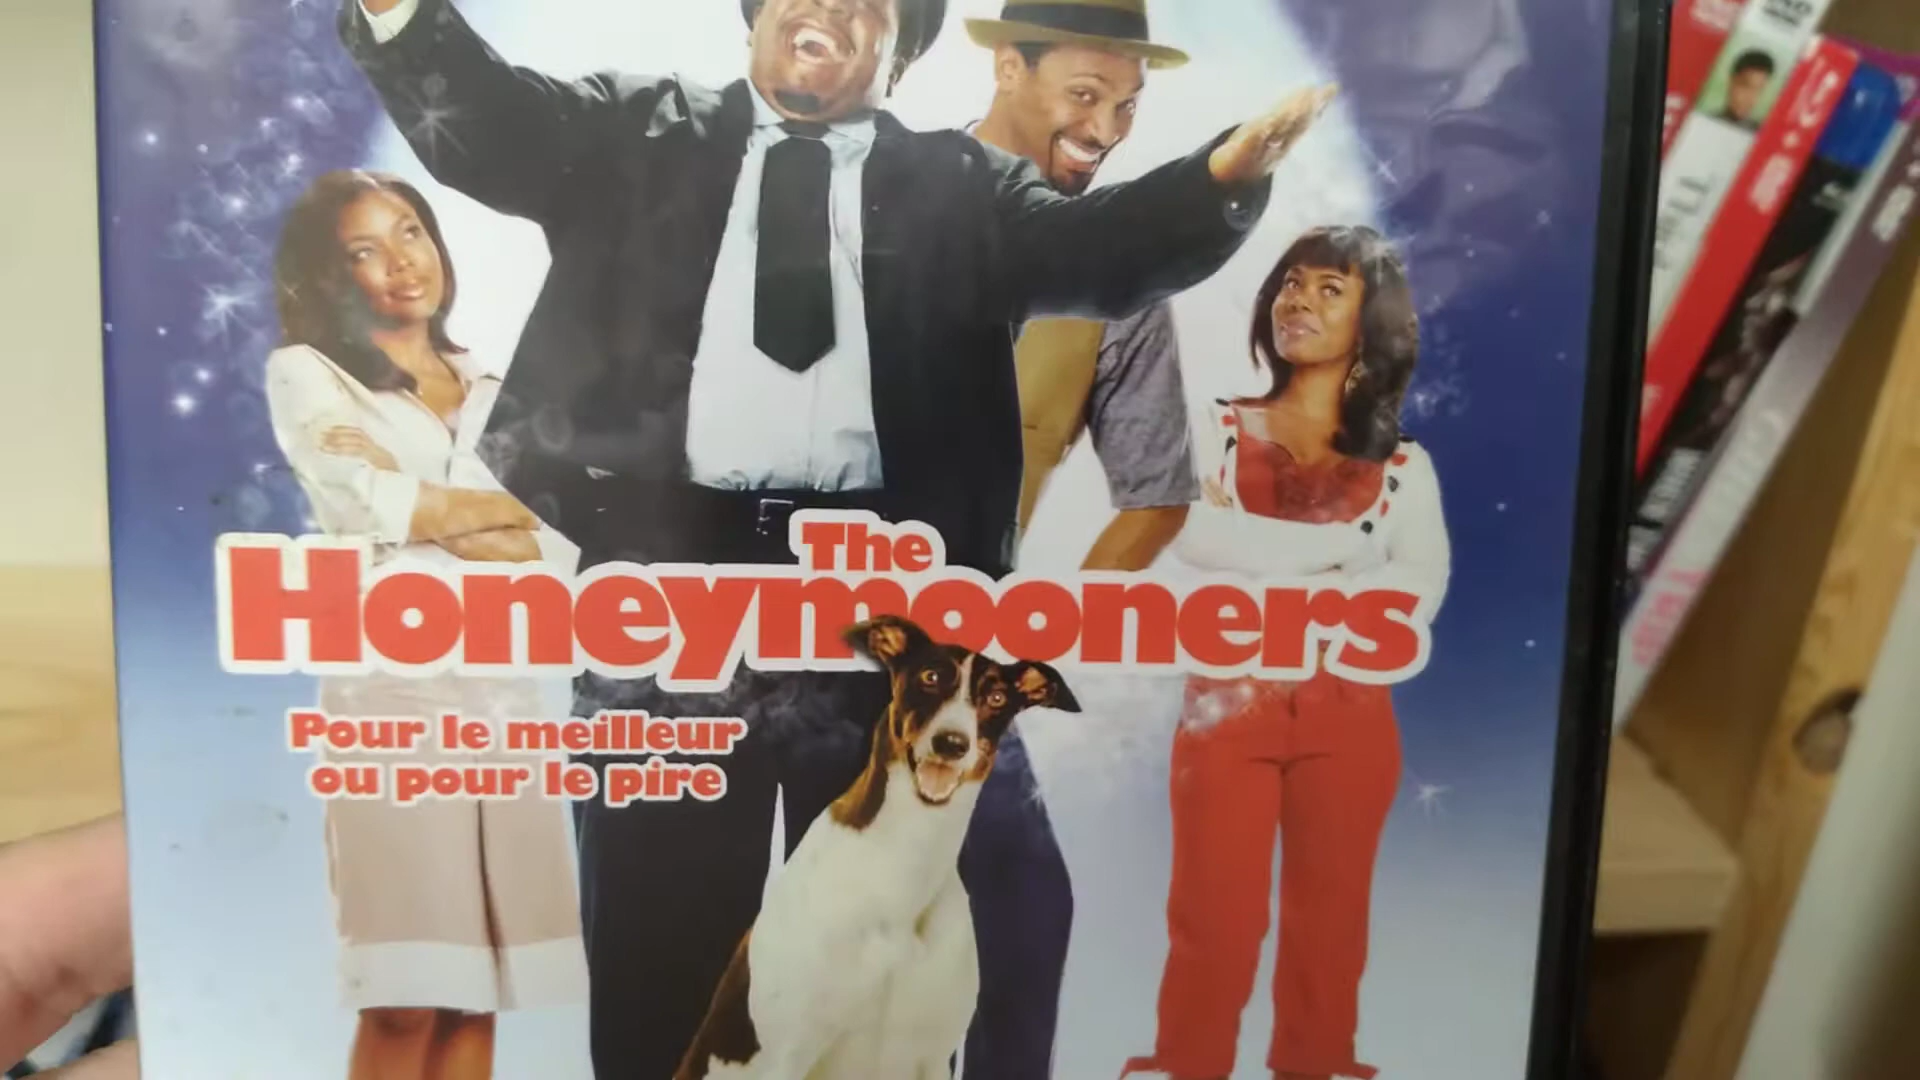 The
Honeymooners
Pour le meilleur
ou pour le pire